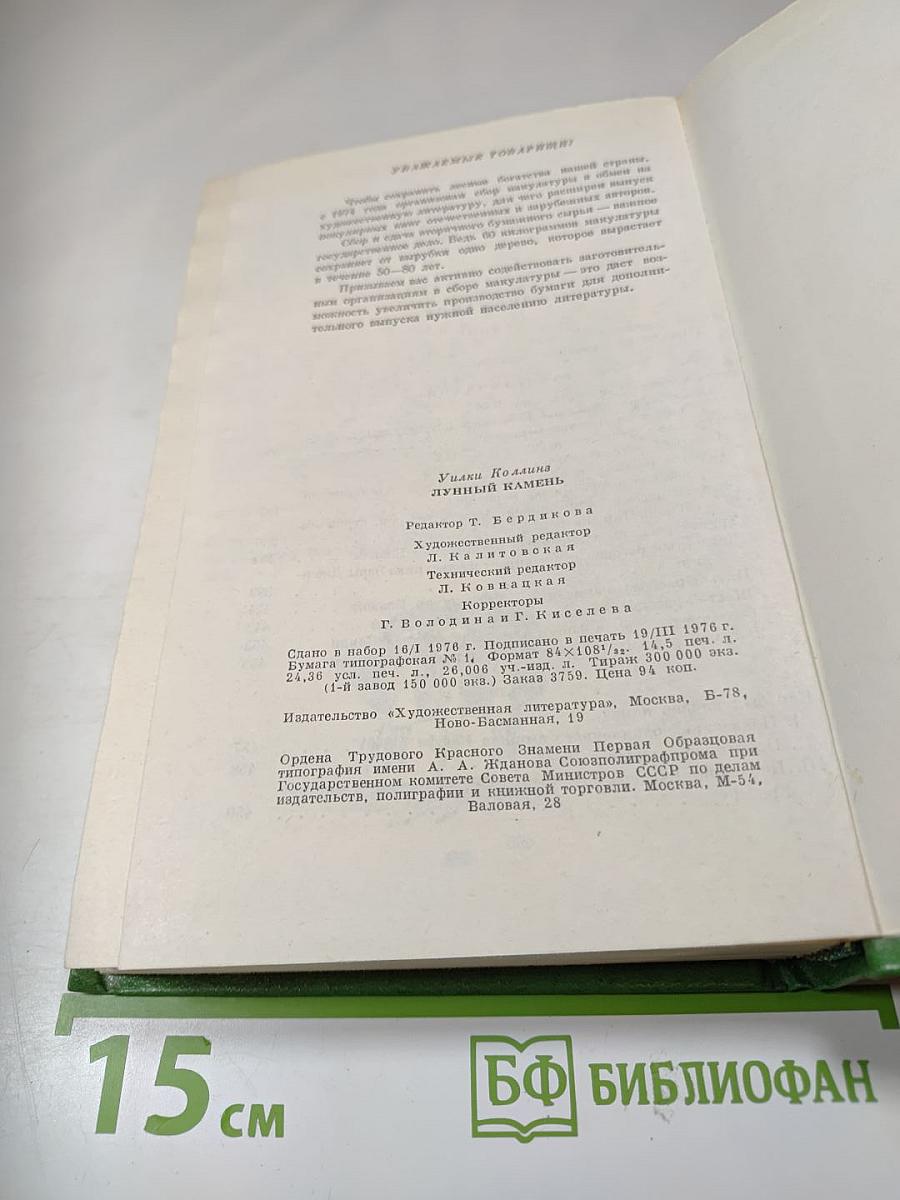 УВАЖАЕМЫЕ ТОВАРИЩИ!
Чтобы сохранить лесные богатства нашей страны,
с 1974 года организован сбор макулатуры в обмен на
художественную литературу, для чего расширен выпуск
популярных книг отечественных и зарубежных авторов.
Сбор и сдача вторичного бумажного сырья — важное
государственное дело. Ведь 60 килограммов макулатуры
сохраняет от вырубки одно дерево, которое вырастает
в течение 50—80 лет.
Призываем вас активно содействовать заготовитель-
ным организациям в сборе макулатуры — это даст воз-
можность увеличить производство бумаги для дополни-
тельного выпуска нужной населению литературы.
Уилки Коллинз
ЛУННЫЙ КАМЕНЬ
Редактор Т. Бердикова
Художественный редактор
Л. Калитовская
Технический редактор
Л. Ковнацкая
Корректоры
Г. Володина и Г. Киселева
Сдано в набор 16/I 1976 г. Подписано в печать 19/III 1976 г.
Бумага типографская № 1. Формат 84×108¹/₃₂. 14,5 печ. л.
24,36 усл. печ. л., 26,006 уч.-изд. л. Тираж 300 000 экз.
(1-й завод 150 000 экз.) Заказ 3759. Цена 94 коп.
Издательство «Художественная литература», Москва, Б-78,
Ново-Басманная, 19
Ордена Трудового Красного Знамени Первая Образцовая
типография имени А. А. Жданова Союзполиграфпрома при
Государственном комитете Совета Министров СССР по делам
издательств, полиграфии и книжной торговли. Москва, М-54,
Валовая, 28
15 см
БФ БИБЛИОФАН